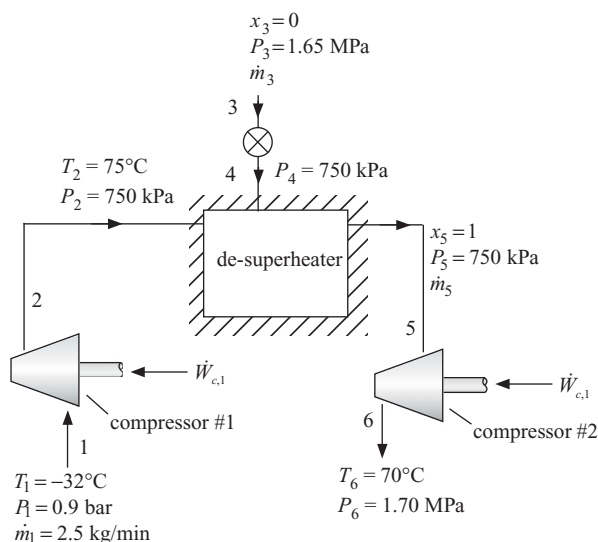 x₃ = 0
P₃ = 1.65 MPa
ṁ₃
3
T₂ = 75°C
P₂ = 750 kPa
4
P₄ = 750 kPa
de-superheater
x₅ = 1
P₅ = 750 kPa
ṁ₅
2
5
Ẇc,1
compressor #1
1
Ẇc,1
compressor #2
6
T₁ = −32°C
P₁ = 0.9 bar
ṁ₁ = 2.5 kg/min
T₆ = 70°C
P₆ = 1.70 MPa